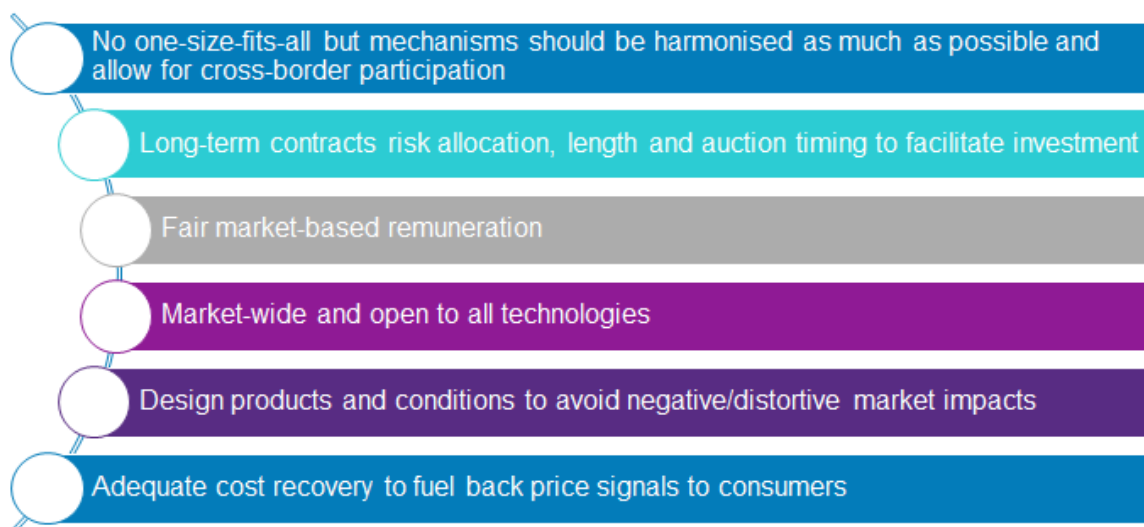 No one-size-fits-all but mechanisms should be harmonised as much as possible and
allow for cross-border participation
Long-term contracts risk allocation, length and auction timing to facilitate investment
Fair market-based remuneration
Market-wide and open to all technologies
Design products and conditions to avoid negative/distortive market impacts
Adequate cost recovery to fuel back price signals to consumers